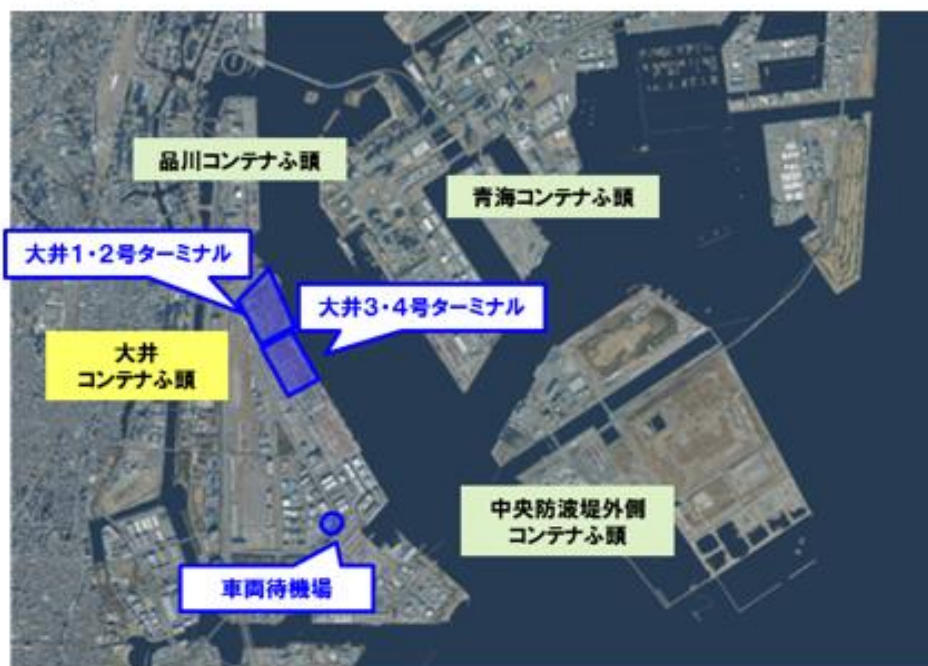 品川コンテナふ頭
青海コンテナふ頭
大井1・2号ターミナル
大井3・4号ターミナル
大井
コンテナふ頭
中央防波堤外側
コンテナふ頭
車両待機場